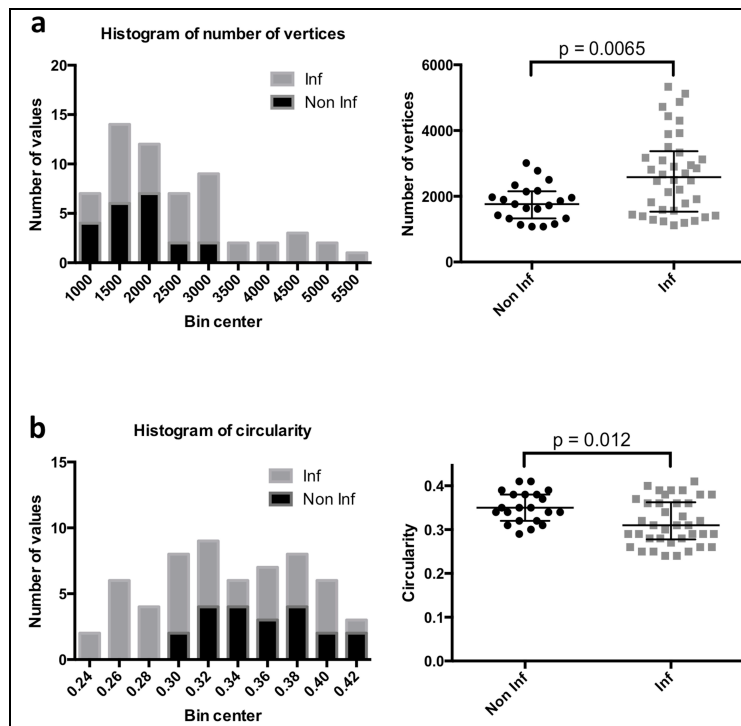 a
Histogram of number of vertices
Number of values
20
15
10
5
0
Inf
Non Inf
1000
1500
2000
2500
3000
3500
4000
4500
5000
5500
Bin center
p = 0.0065
Number of vertices
6000
4000
2000
0
Non Inf
Inf
b
Histogram of circularity
Number of values
15
10
5
0
Inf
Non Inf
0.24
0.26
0.28
0.30
0.32
0.34
0.36
0.38
0.40
0.42
Bin center
p = 0.012
Circularity
0.4
0.3
0.2
0.1
0.0
Non Inf
Inf